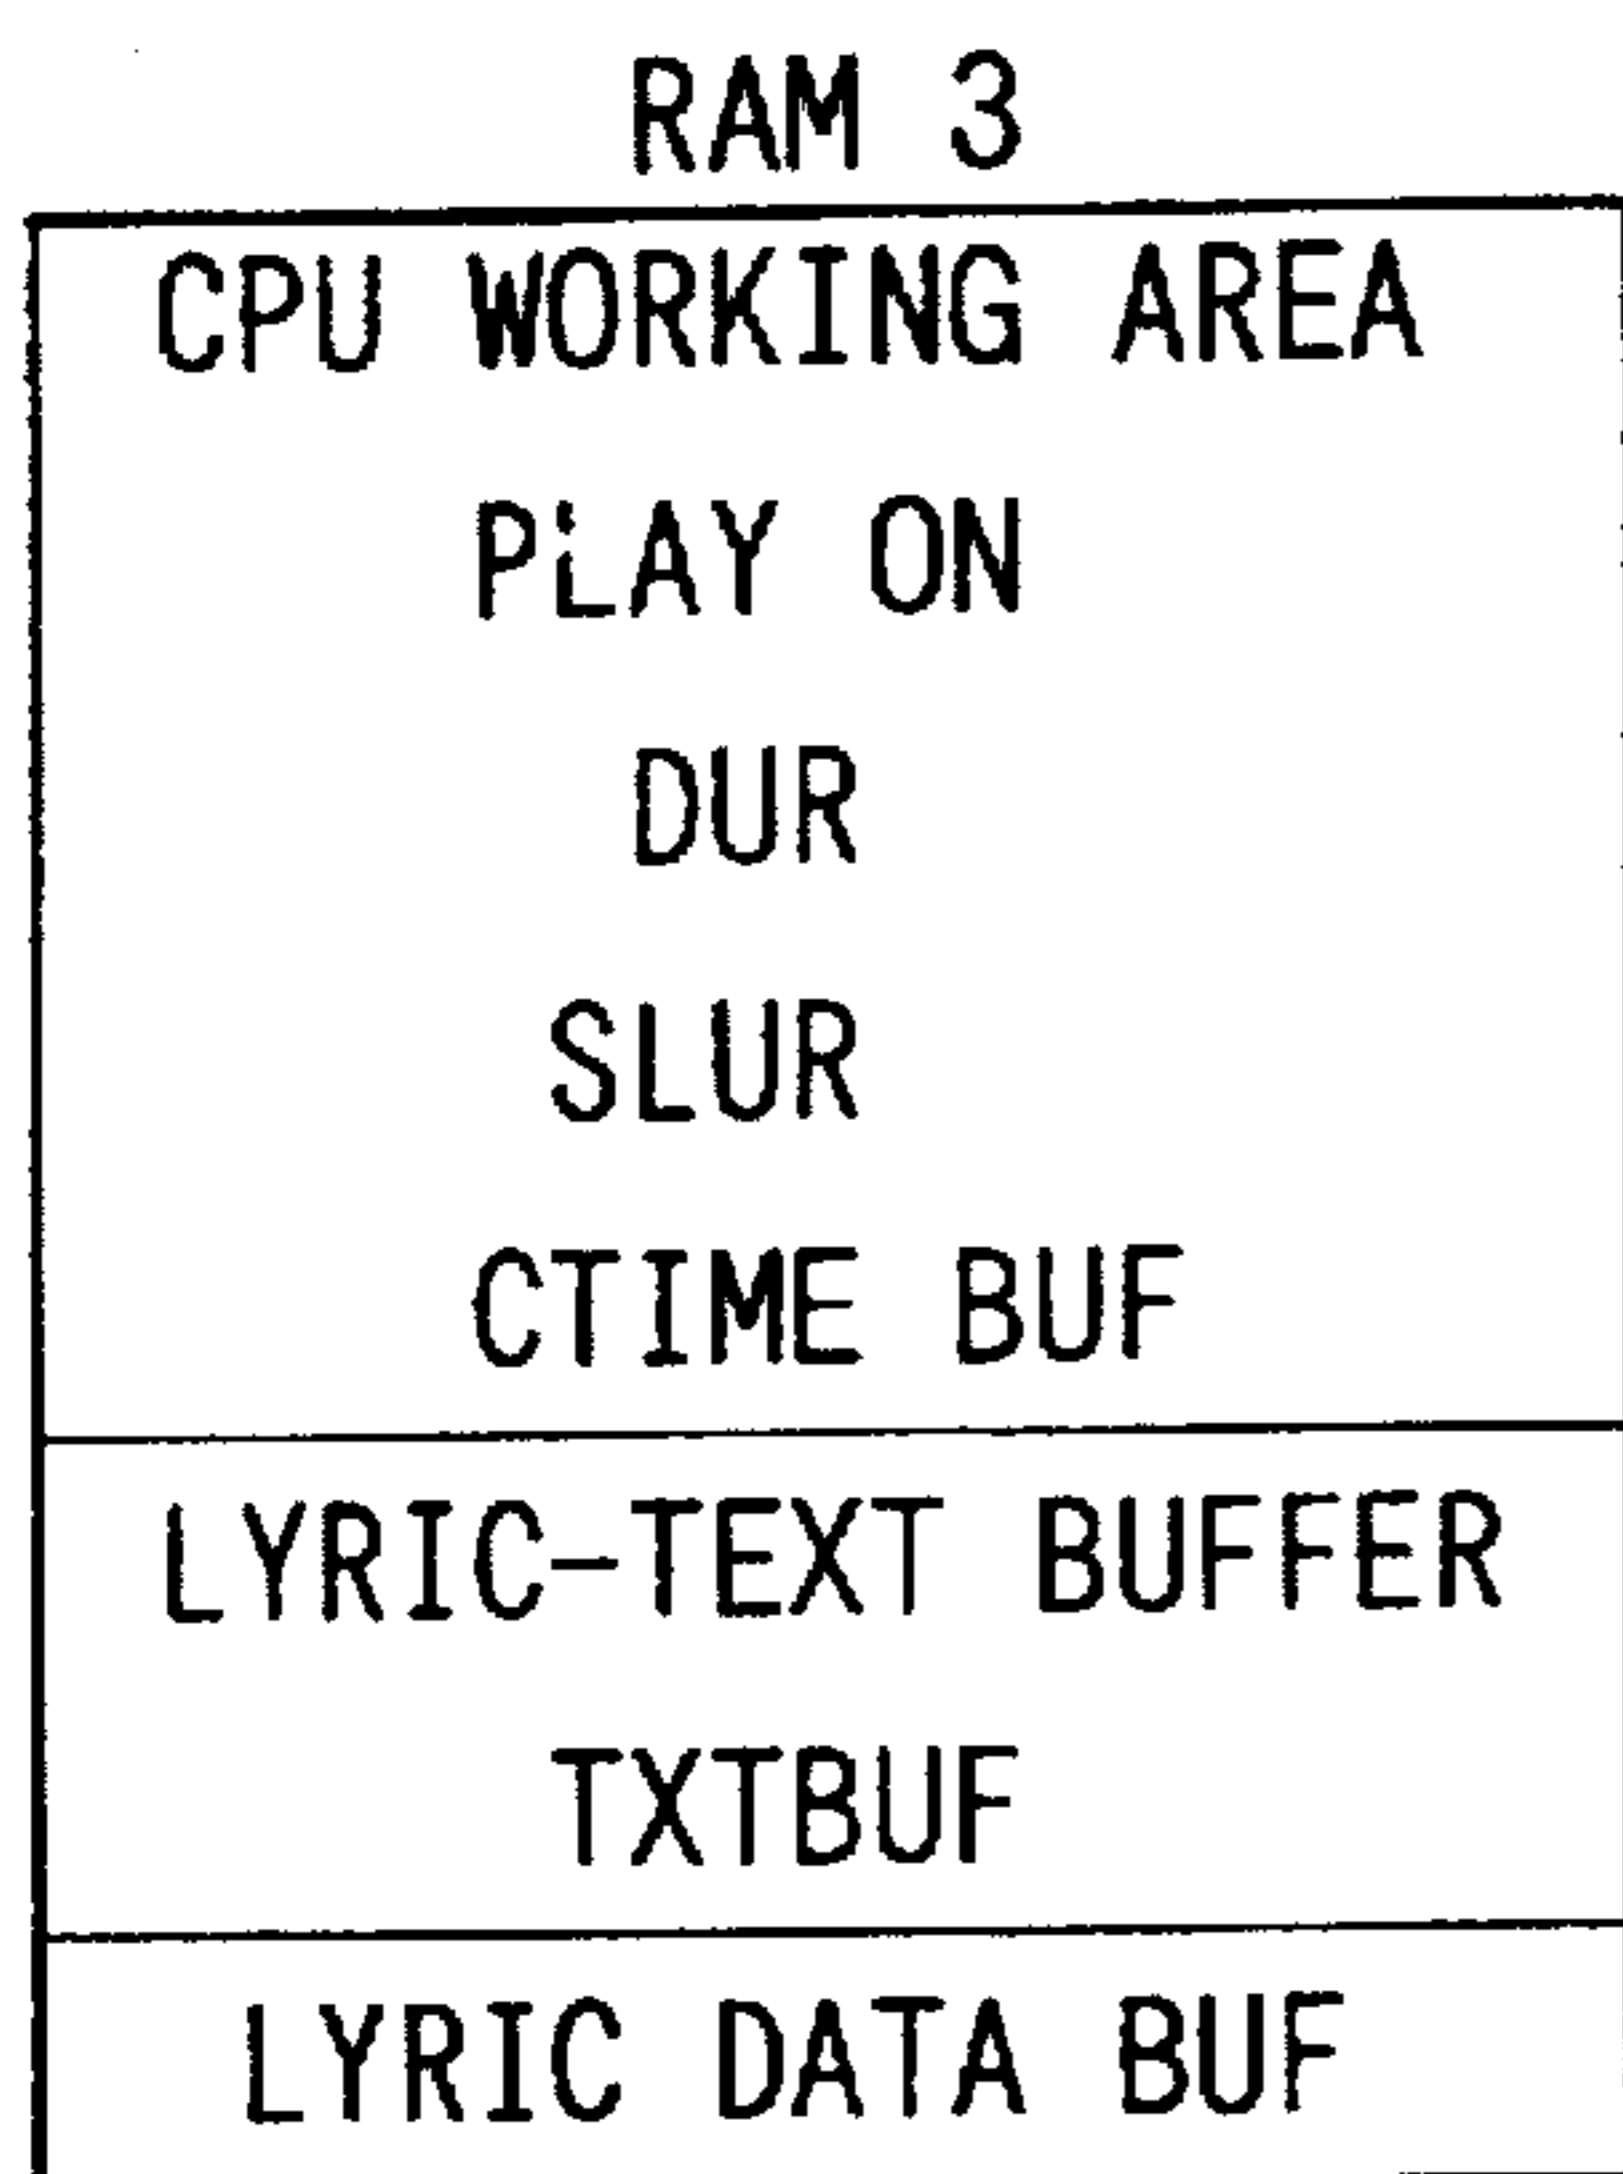 RAM 3
CPU WORKING AREA
PLAY ON
DUR
SLUR
CTIME BUF
LYRIC-TEXT BUFFER
TXTBUF
LYRIC DATA BUF